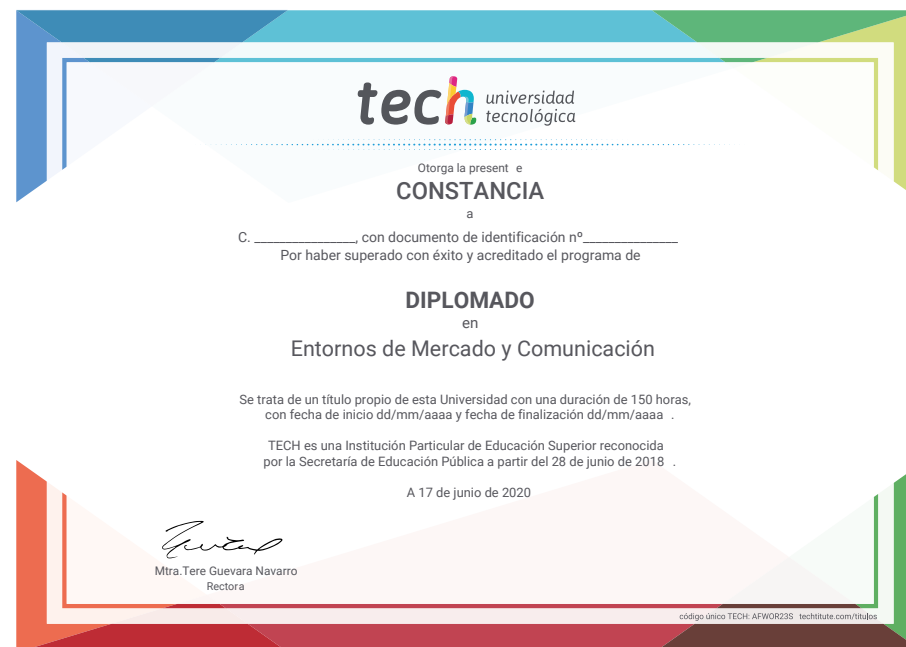 tech universidad
tecnológica
Otorga la present e
CONSTANCIA
a
C. _______________, con documento de identificación nº______________
Por haber superado con éxito y acreditado el programa de
DIPLOMADO
en
Entornos de Mercado y Comunicación
Se trata de un título propio de esta Universidad con una duración de 150 horas,
con fecha de inicio dd/mm/aaaa y fecha de finalización dd/mm/aaaa .
TECH es una Institución Particular de Educación Superior reconocida
por la Secretaría de Educación Pública a partir del 28 de junio de 2018 .
A 17 de junio de 2020
Mtra.Tere Guevara Navarro
Rectora
código único TECH: AFWOR23S techtitute.com/titulos